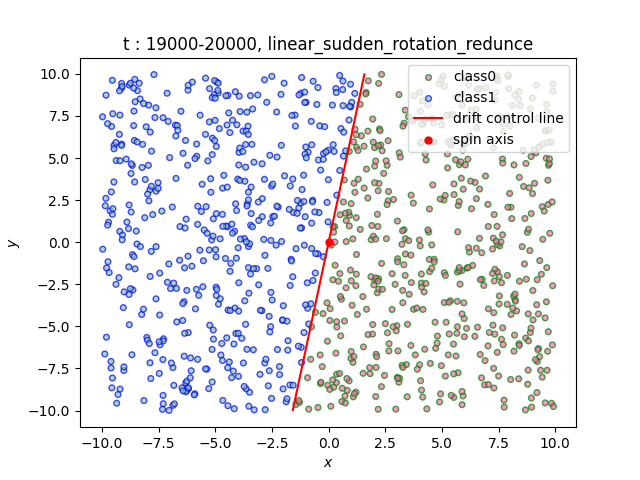 t : 19000-20000, linear_sudden_rotation_redunce
class0
class1
drift control line
spin axis
10.0
7.5
5.0
2.5
0.0
−2.5
−5.0
−7.5
−10.0
y
−10.0 −7.5 −5.0 −2.5 0.0 2.5 5.0 7.5 10.0
x